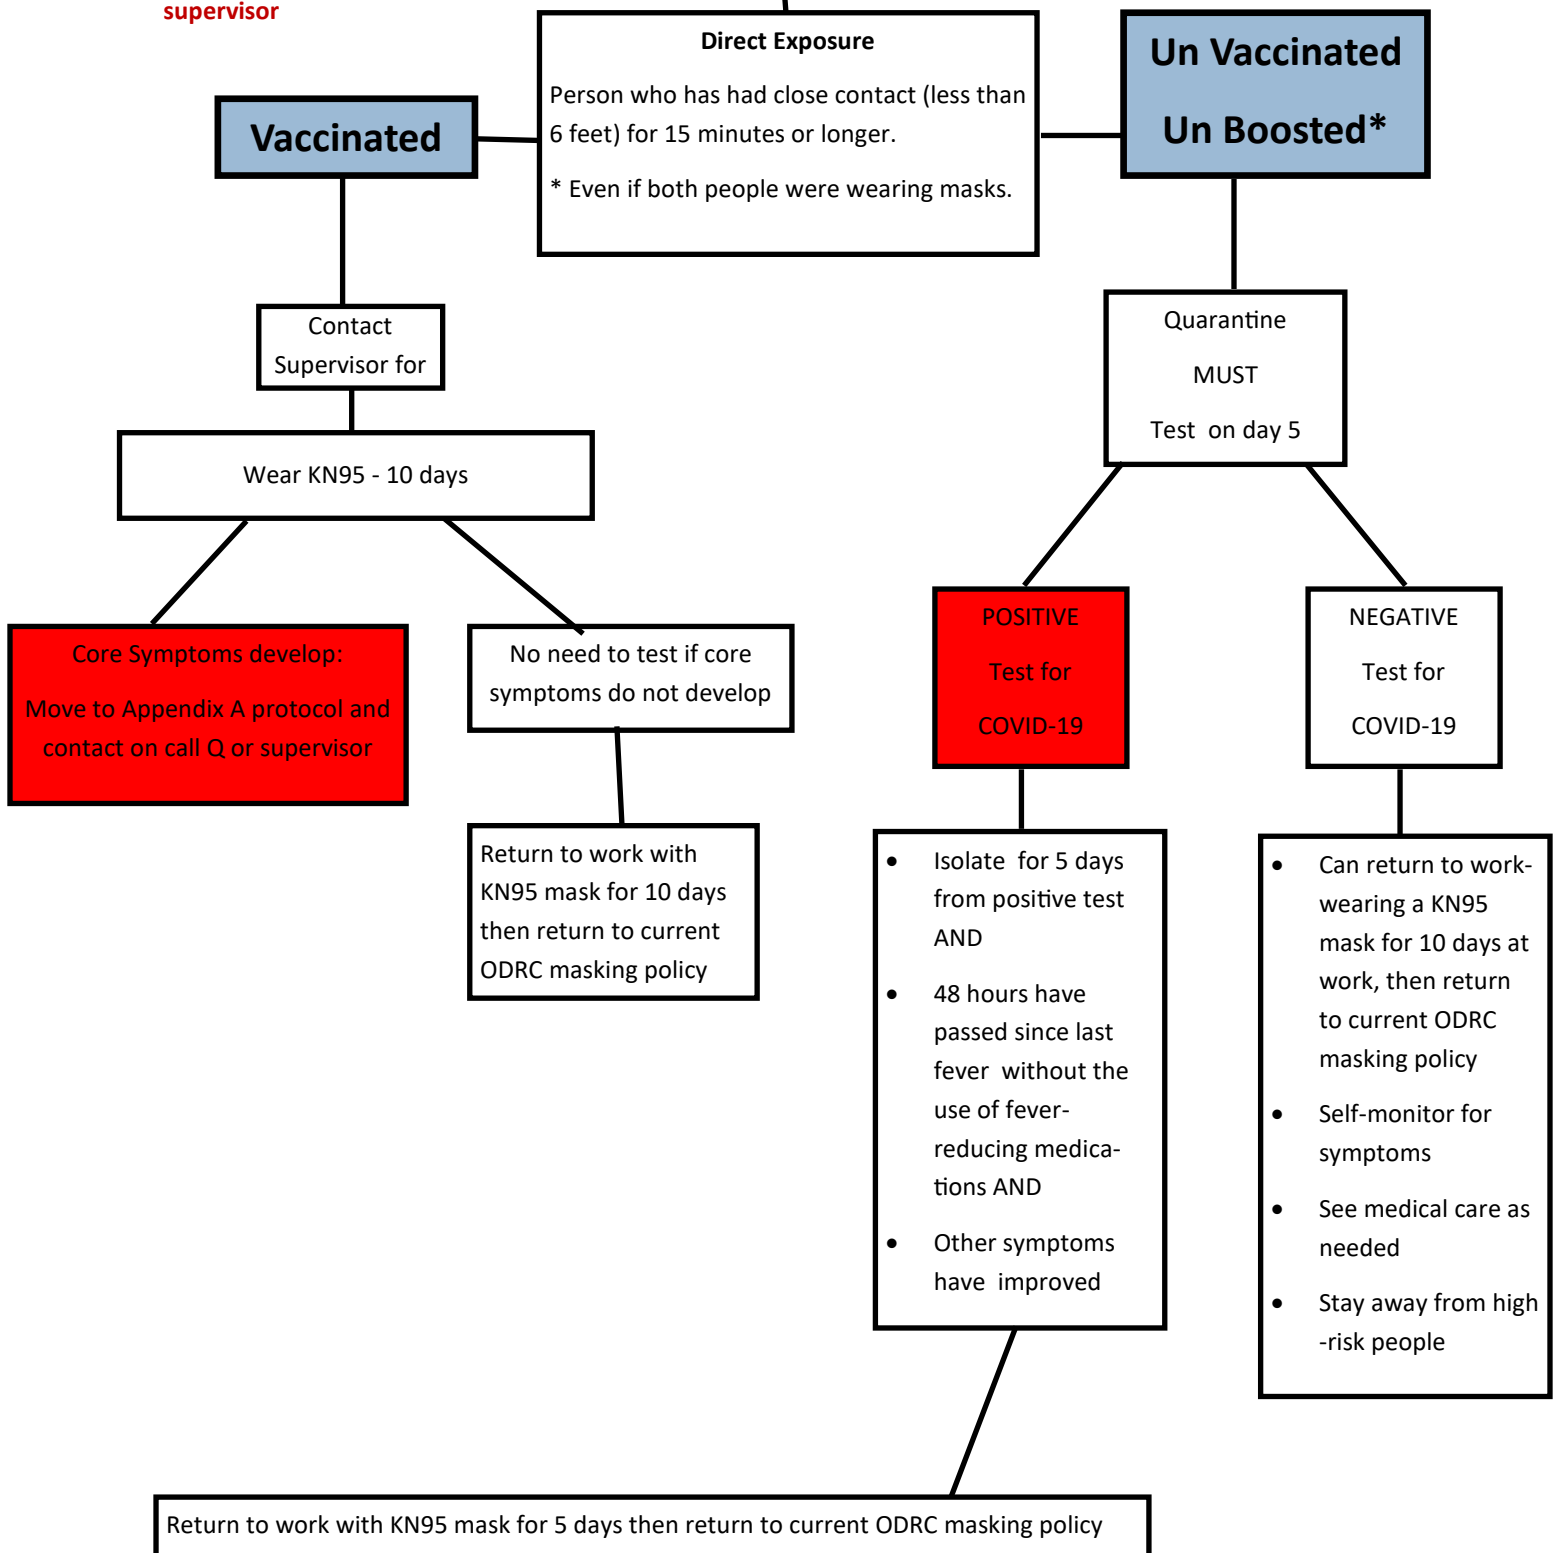 supervisor
Direct Exposure
Person who has had close contact (less than
6 feet) for 15 minutes or longer.
* Even if both people were wearing masks.
Un Vaccinated
Un Boosted*
Vaccinated
Contact
Supervisor for
Quarantine
MUST
Test on day 5
Wear KN95 - 10 days
Core Symptoms develop:
Move to Appendix A protocol and
contact on call Q or supervisor
No need to test if core
symptoms do not develop
POSITIVE
Test for
COVID-19
NEGATIVE
Test for
COVID-19
Return to work with
KN95 mask for 10 days
then return to current
ODRC masking policy
• Isolate for 5 days
from positive test
AND
• 48 hours have
passed since last
fever without the
use of fever-
reducing medica-
tions AND
• Other symptoms
have improved
• Can return to work-
wearing a KN95
mask for 10 days at
work, then return
to current ODRC
masking policy
• Self-monitor for
symptoms
• See medical care as
needed
• Stay away from high
-risk people
Return to work with KN95 mask for 5 days then return to current ODRC masking policy